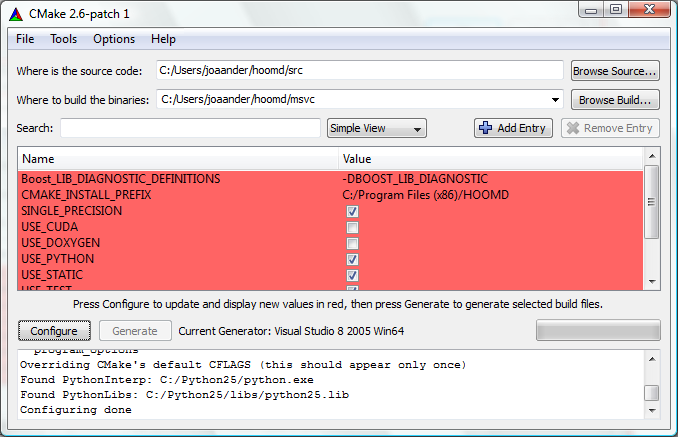 CMake 2.6-patch 1
File Tools Options Help
Where is the source code: C:/Users/joaander/hoomd/src Browse Source...
Where to build the binaries: C:/Users/joaander/hoomd/msvc Browse Build...
Search: Simple View Add Entry Remove Entry
Name Value
Boost_LIB_DIAGNOSTIC_DEFINITIONS -DBOOST_LIB_DIAGNOSTIC
CMAKE_INSTALL_PREFIX C:/Program Files (x86)/HOOMD
SINGLE_PRECISION
USE_CUDA
USE_DOXYGEN
USE_PYTHON
USE_STATIC
USE_TEST
Press Configure to update and display new values in red, then press Generate to generate selected build files.
Configure Generate Current Generator: Visual Studio 8 2005 Win64
program_options
Overriding CMake's default CFLAGS (this should appear only once)
Found PythonInterp: C:/Python25/python.exe
Found PythonLibs: C:/Python25/libs/python25.lib
Configuring done